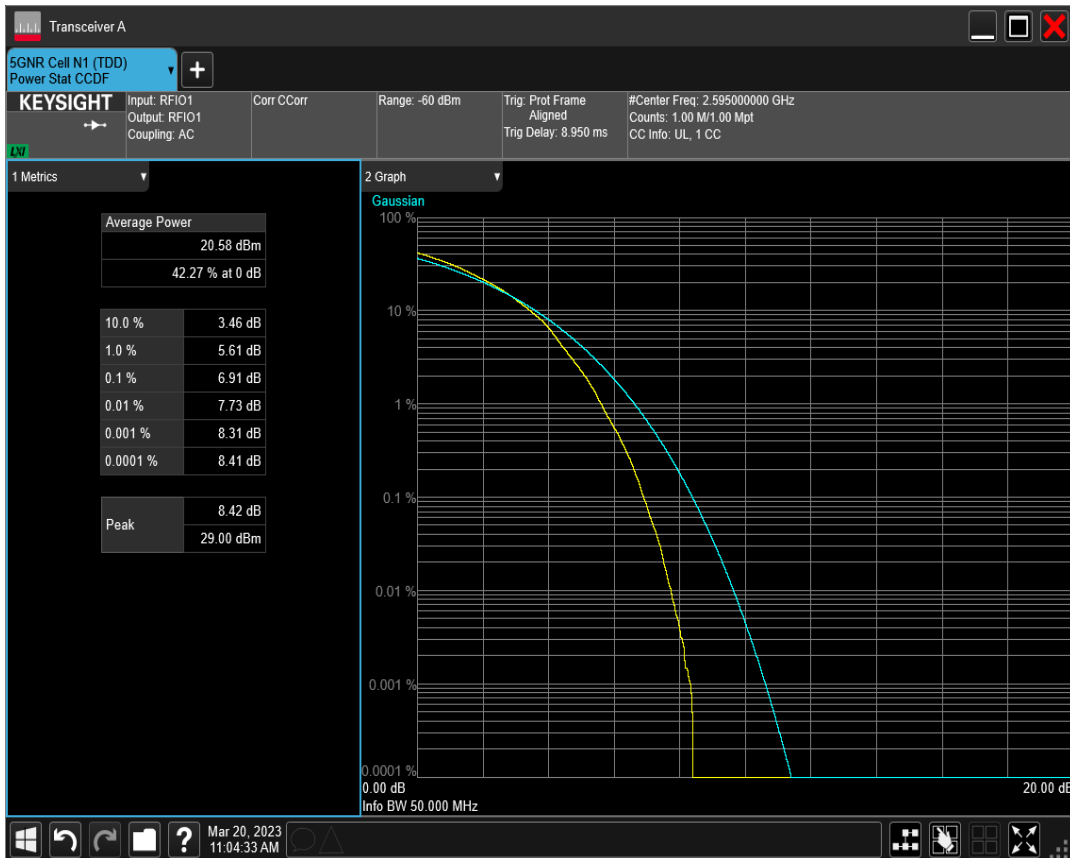 Transceiver A
5GNR Cell N1 (TDD)
Power Stat CCDF
+
KEYSIGHT
LXI
Input: RFIO1
Output: RFIO1
Coupling: AC
Corr CCorr
Range: -60 dBm
Trig: Prot Frame
Aligned
Trig Delay: 8.950 ms
#Center Freq: 2.595000000 GHz
Counts: 1.00 M/1.00 Mpt
CC Info: UL, 1 CC
1 Metrics
Average Power
20.58 dBm
42.27 % at 0 dB
10.0 % 3.46 dB
1.0 % 5.61 dB
0.1 % 6.91 dB
0.01 % 7.73 dB
0.001 % 8.31 dB
0.0001 % 8.41 dB
Peak
8.42 dB
29.00 dBm
2 Graph
Gaussian
100 %
10 %
1 %
0.1 %
0.01 %
0.001 %
0.0001 %
0.00 dB 20.00 dB
Info BW 50.000 MHz
?
Mar 20, 2023
11:04:33 AM